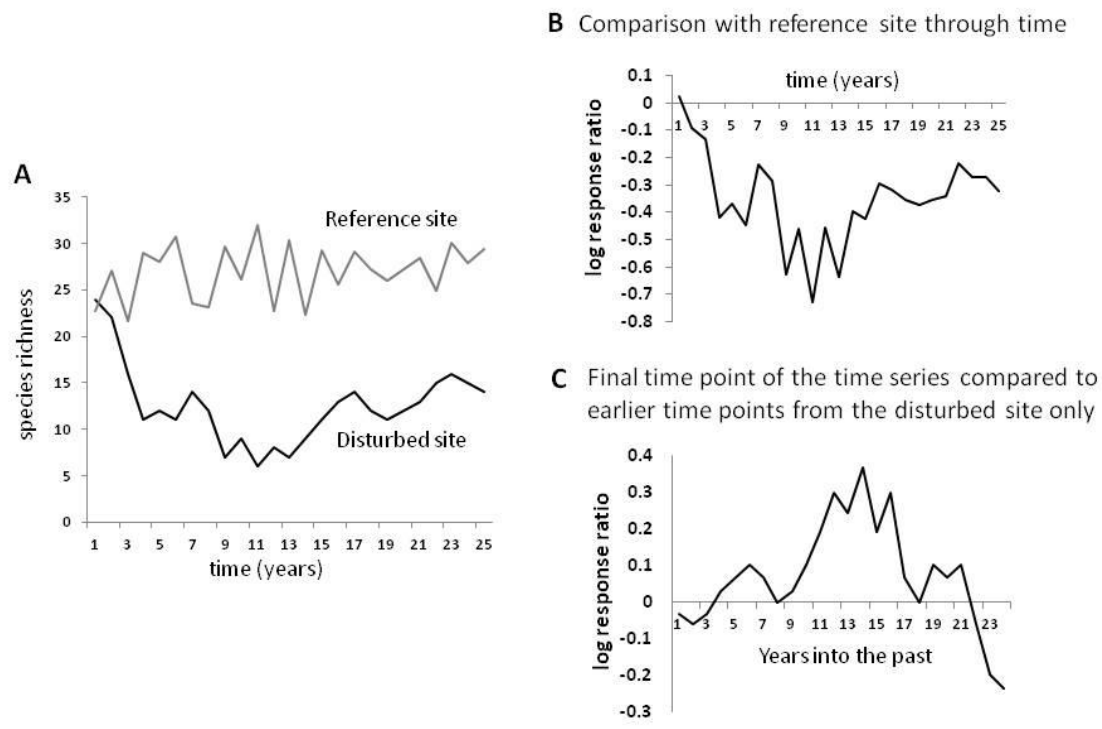 A
35
30
25
20
15
10
5
0
species richness
Reference site
Disturbed site
1 3 5 7 9 11 13 15 17 19 21 23 25
time (years)
B Comparison with reference site through time
time (years)
0.1
0
-0.1
-0.2
-0.3
-0.4
-0.5
-0.6
-0.7
-0.8
log response ratio
1 3 5 7 9 11 13 15 17 19 21 23 25
C Final time point of the time series compared to
earlier time points from the disturbed site only
0.4
0.3
0.2
0.1
0
-0.1
-0.2
-0.3
log response ratio
1 3 5 7 9 11 13 15 17 19 21 23
Years into the past